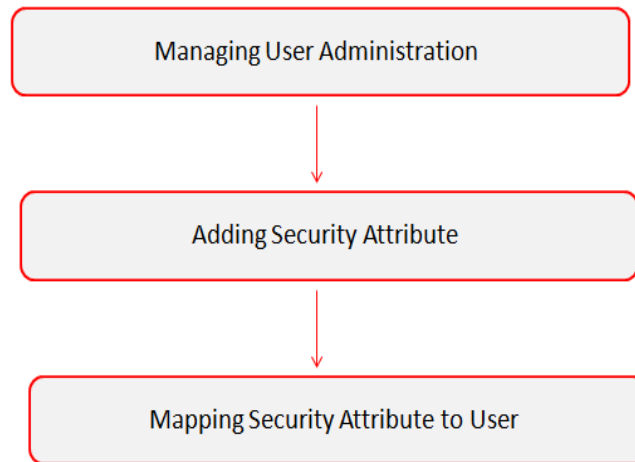 Managing User Administration
Adding Security Attribute
Mapping Security Attribute to User